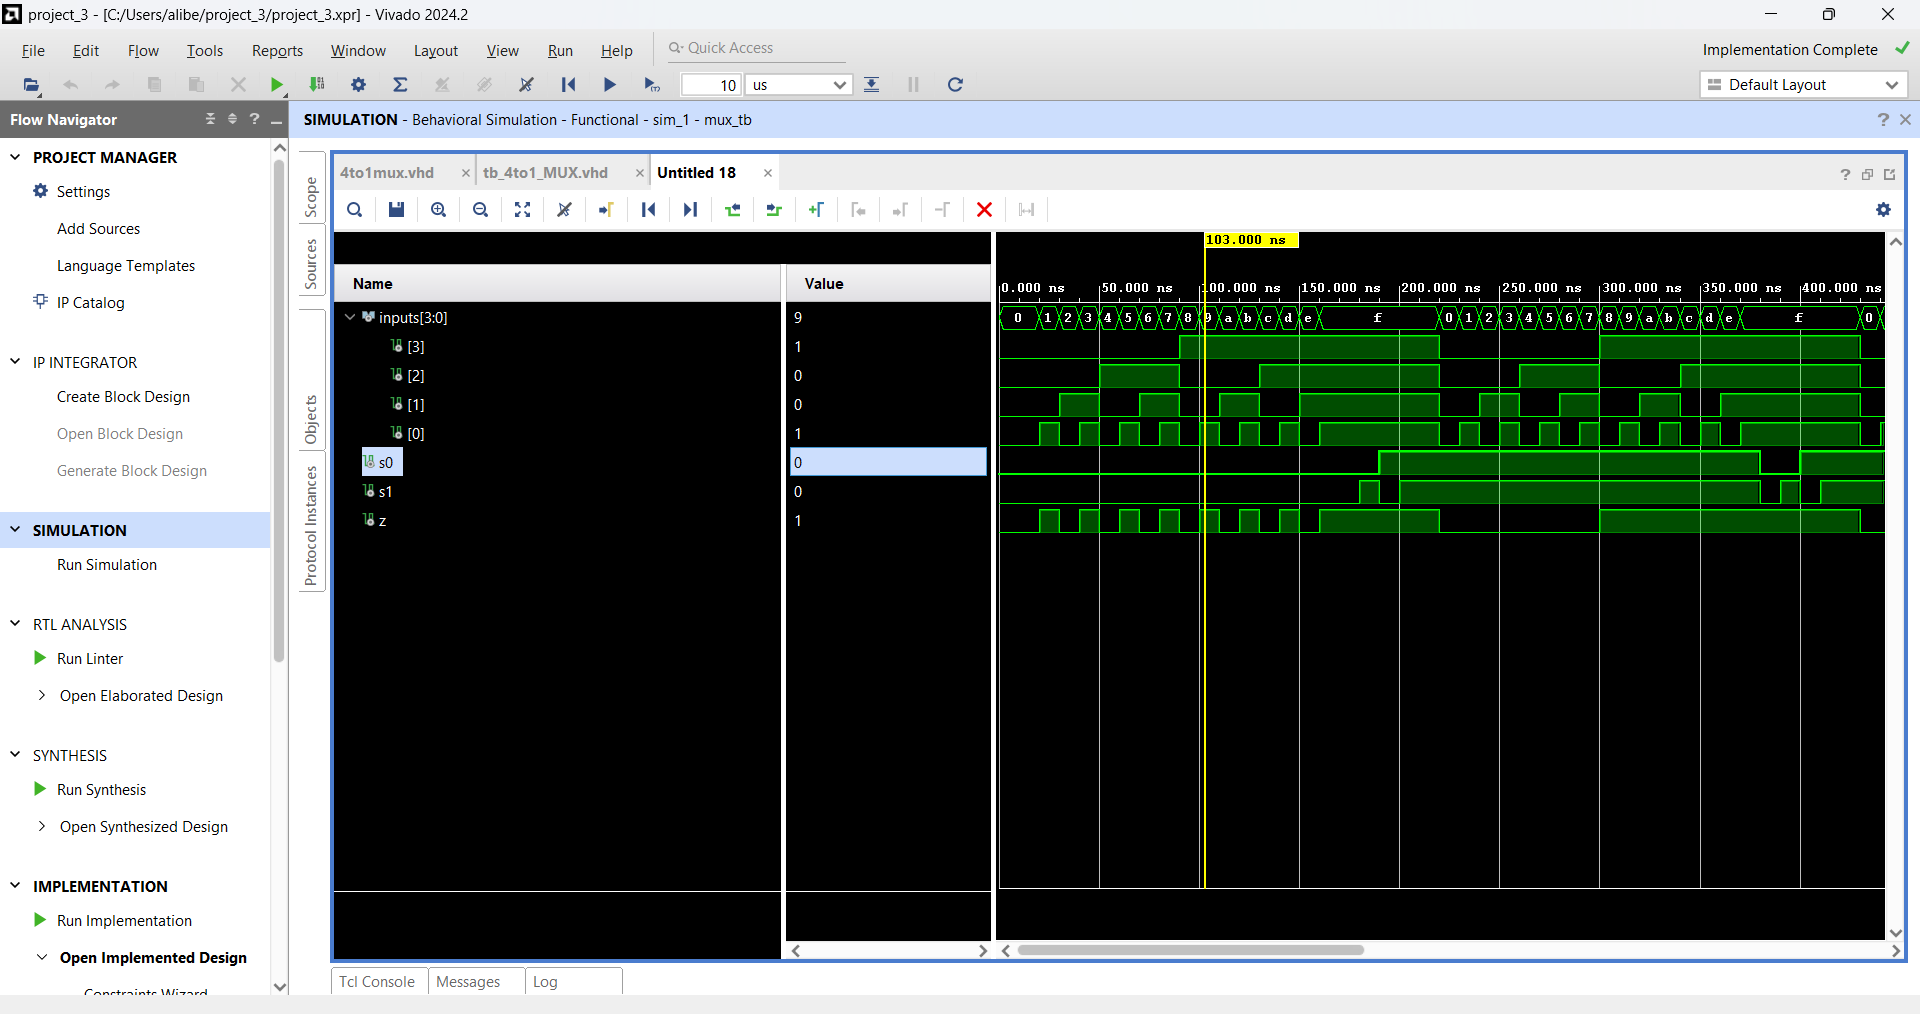 project_3 - [C:/Users/alibe/project_3/project_3.xpr] - Vivado 2024.2
File Edit Flow Tools Reports Window Layout View Run Help Quick Access Implementation Complete
10 us Default Layout
Flow Navigator
SIMULATION - Behavioral Simulation - Functional - sim_1 - mux_tb
PROJECT MANAGER
Settings
Add Sources
Language Templates
IP Catalog
IP INTEGRATOR
Create Block Design
Open Block Design
Generate Block Design
SIMULATION
Run Simulation
RTL ANALYSIS
Run Linter
Open Elaborated Design
SYNTHESIS
Run Synthesis
Open Synthesized Design
IMPLEMENTATION
Run Implementation
Open Implemented Design
Constraints Wizard
Scope
Sources
Objects
Protocol Instances
4to1mux.vhd tb_4to1_MUX.vhd Untitled 18
103.000 ns
Name Value
0.000 ns 50.000 ns 100.000 ns 150.000 ns 200.000 ns 250.000 ns 300.000 ns 350.000 ns 400.000 ns
inputs[3:0] 9 0 1 2 3 4 5 6 7 8 9 a b c d e f 0 1 2 3 4 5 6 7 8 9 a b c d e f 0
[3] 1
[2] 0
[1] 0
[0] 1
s0 0
s1 0
z 1
Tcl Console Messages Log